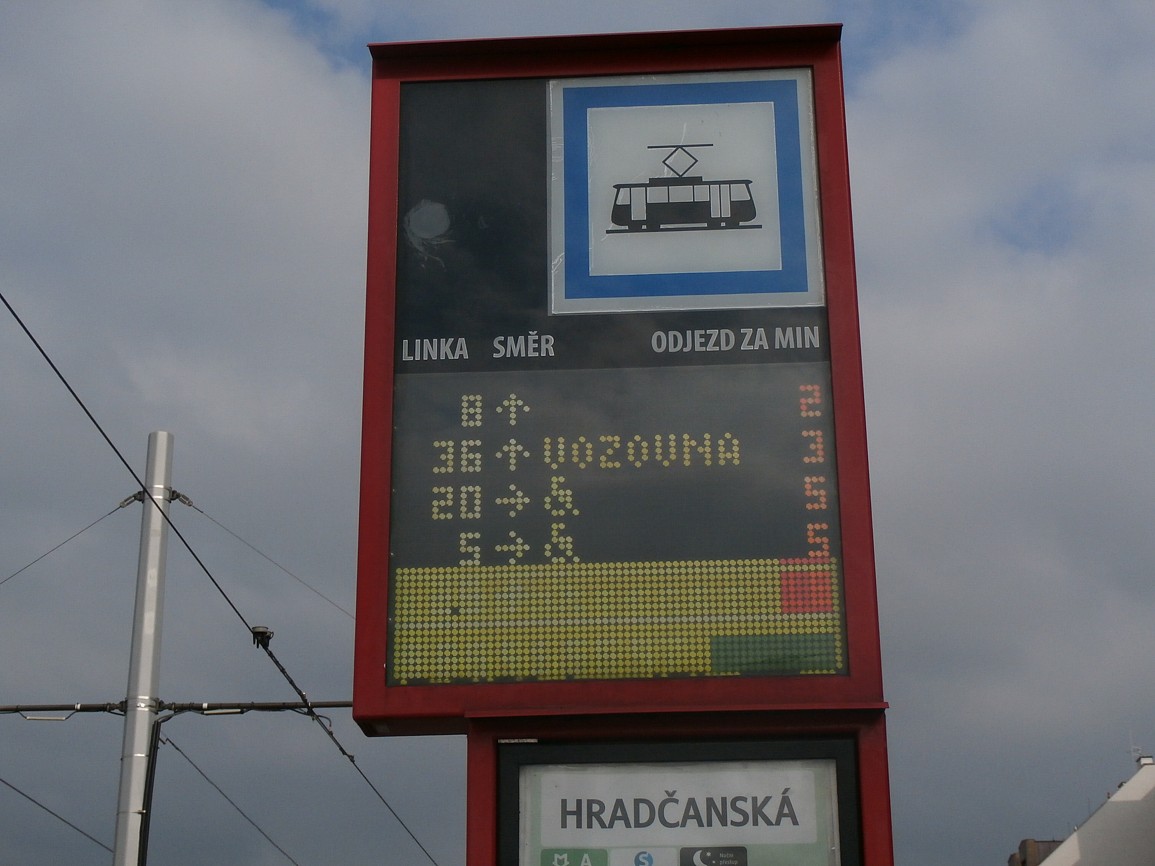 LINKA SMĚR ODJEZD ZA MIN
8 ↑ 2
36 ↑ VOZOVNA 3
20 → & 5
5 → & 5
HRADČANSKÁ
A S